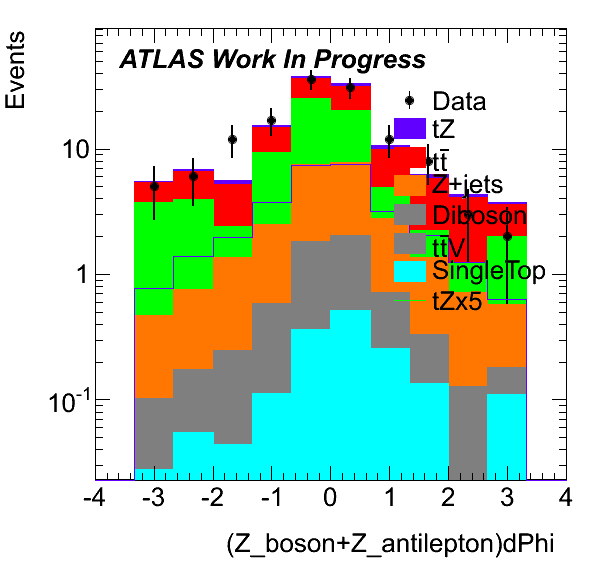 Events
ATLAS Work In Progress
Data
tZ
tt̄
Z+jets
Diboson
tt̄V
SingleTop
tZx5
10
1
10⁻¹
-4 -3 -2 -1 0 1 2 3 4
(Z_boson+Z_antilepton)dPhi